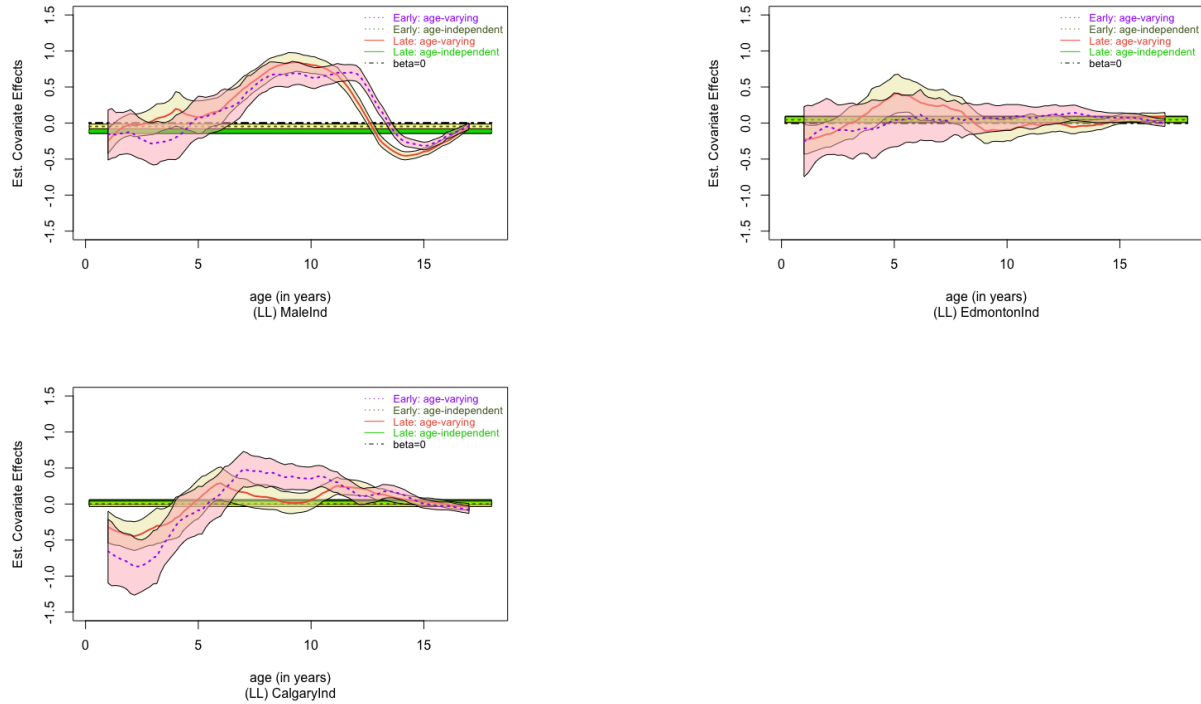 Early: age-varying
Early: age-independent
Late: age-varying
Late: age-independent
beta=0
Est. Covariate Effects
1.5
1.0
0.5
0.0
-0.5
-1.0
-1.5
0 5 10 15
age (in years)
(LL) MaleInd
Early: age-varying
Early: age-independent
Late: age-varying
Late: age-independent
beta=0
Est. Covariate Effects
1.5
1.0
0.5
0.0
-0.5
-1.0
-1.5
0 5 10 15
age (in years)
(LL) EdmontonInd
Early: age-varying
Early: age-independent
Late: age-varying
Late: age-independent
beta=0
Est. Covariate Effects
1.5
1.0
0.5
0.0
-0.5
-1.0
-1.5
0 5 10 15
age (in years)
(LL) CalgaryInd